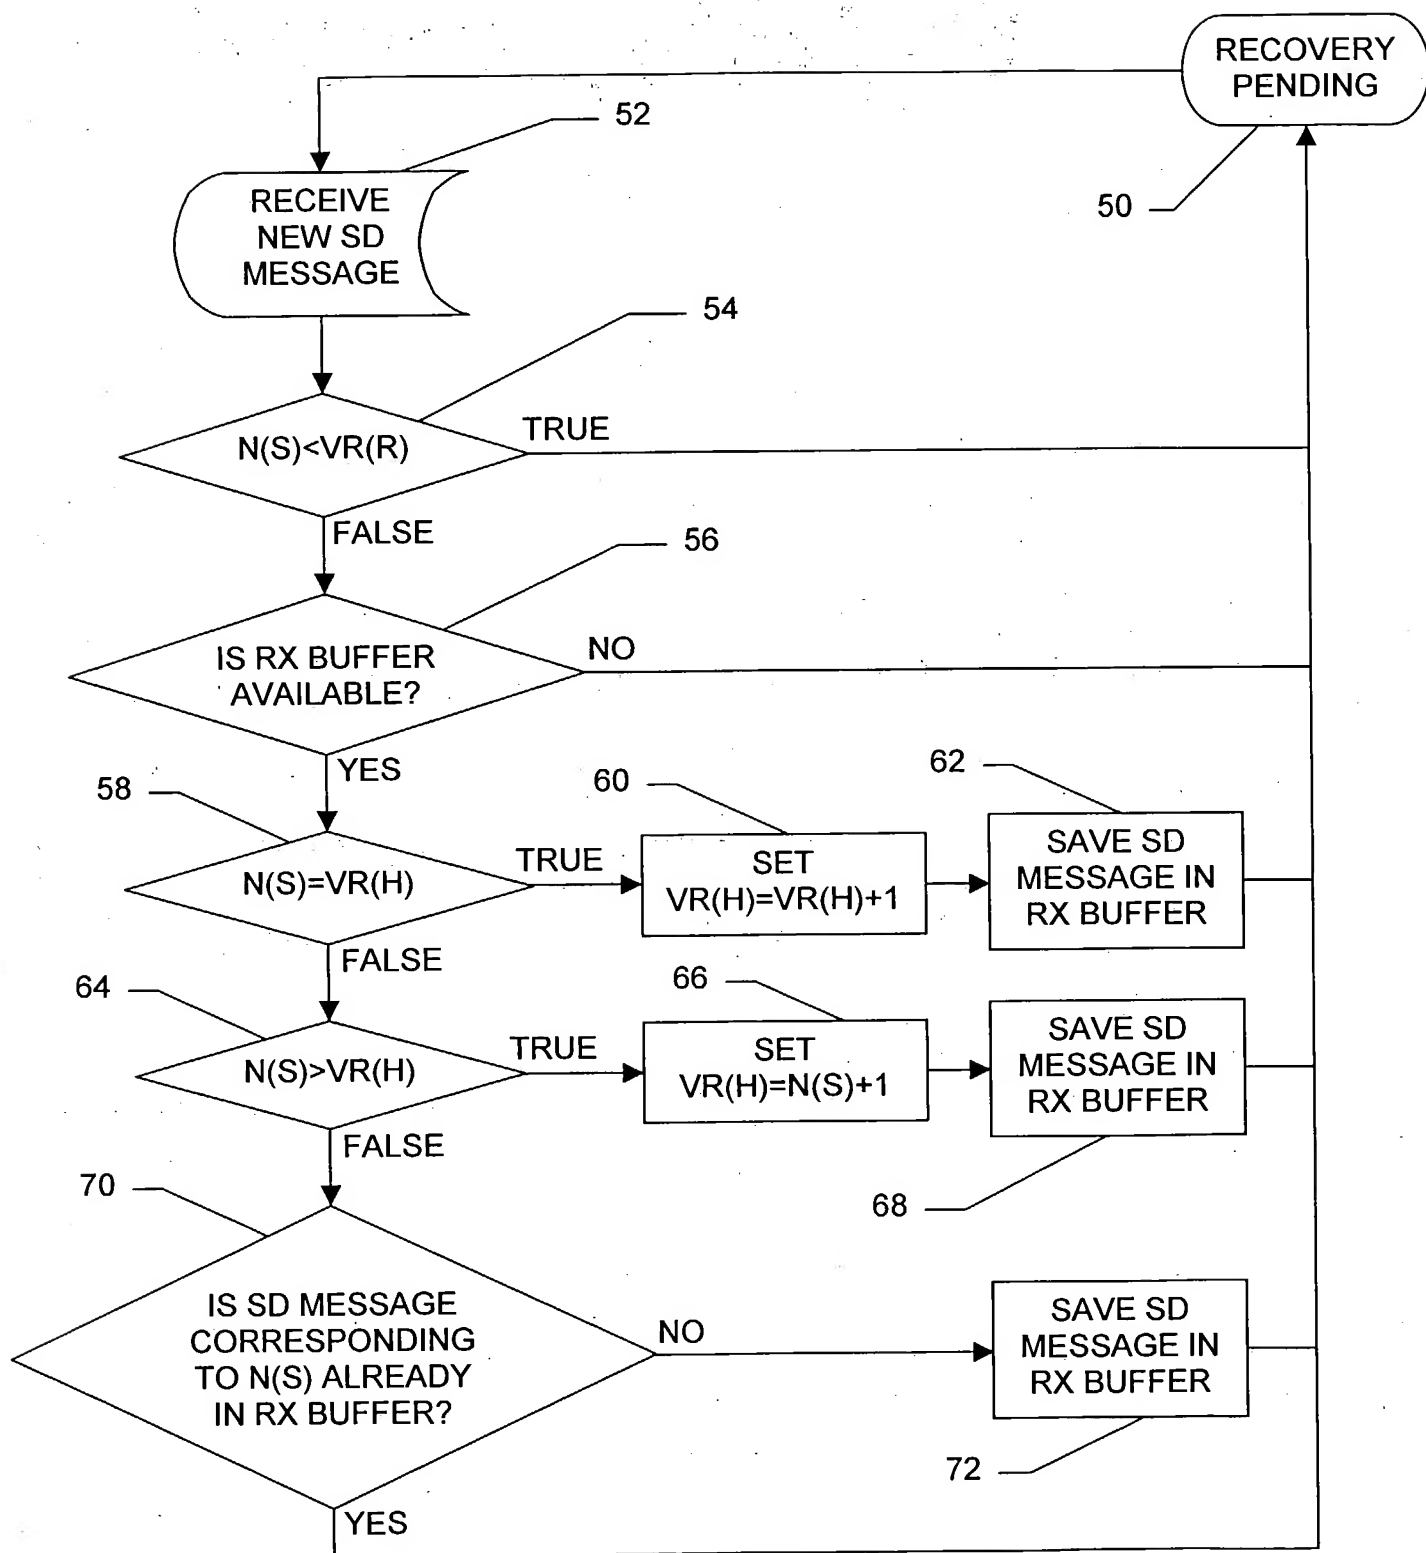 RECOVERY
PENDING
50
52
RECEIVE
NEW SD
MESSAGE
54
N(S)<VR(R)
TRUE
FALSE
56
IS RX BUFFER
AVAILABLE?
NO
YES
58
N(S)=VR(H)
TRUE
60
SET
VR(H)=VR(H)+1
62
SAVE SD
MESSAGE IN
RX BUFFER
FALSE
64
N(S)>VR(H)
TRUE
66
SET
VR(H)=N(S)+1
SAVE SD
MESSAGE IN
RX BUFFER
68
FALSE
70
IS SD MESSAGE
CORRESPONDING
TO N(S) ALREADY
IN RX BUFFER?
NO
SAVE SD
MESSAGE IN
RX BUFFER
72
YES